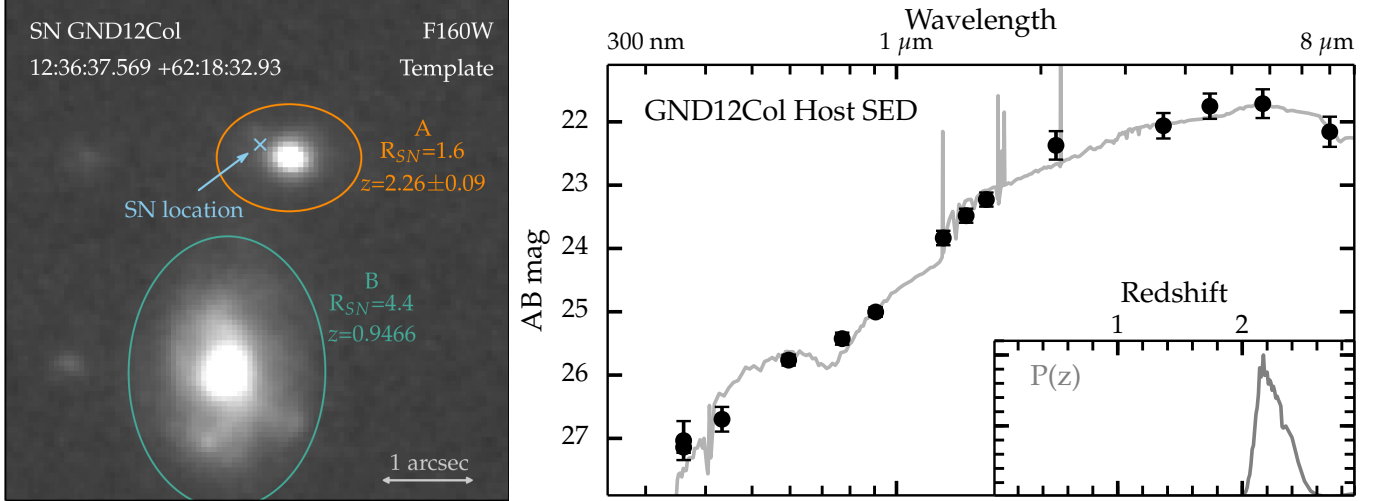 SN GND12Col
F160W
12:36:37.569 +62:18:32.93
Template
A
R_SN=1.6
z=2.26±0.09
SN location
B
R_SN=4.4
z=0.9466
1 arcsec
Wavelength
300 nm
1 μm
8 μm
GND12Col Host SED
AB mag
22
23
24
25
26
27
Redshift
1
2
P(z)